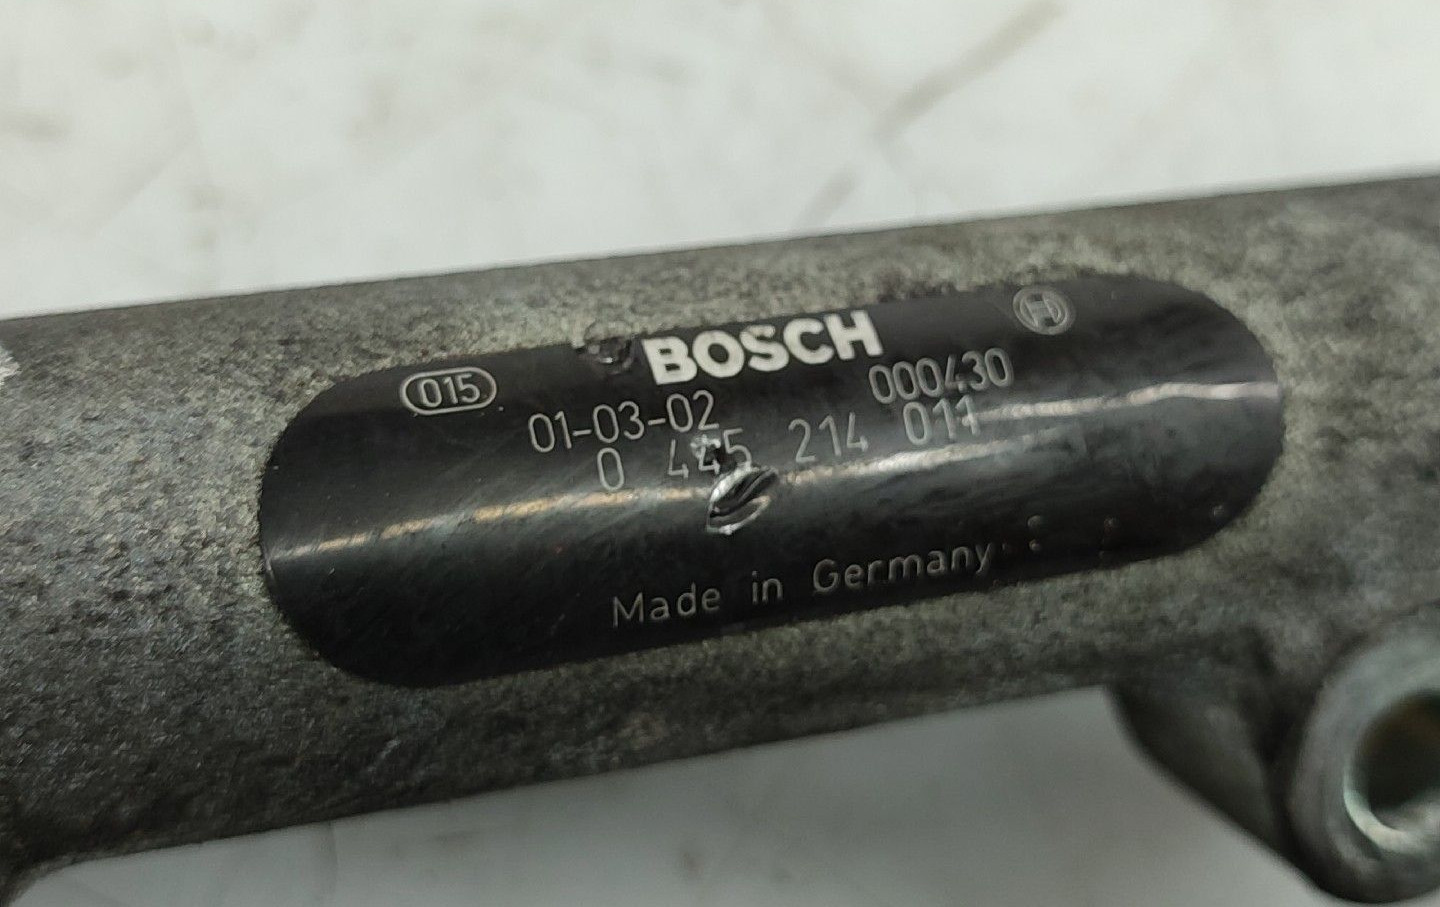 BOSCH
015
01-03-02 000430
0 445 214 011
Made in Germany